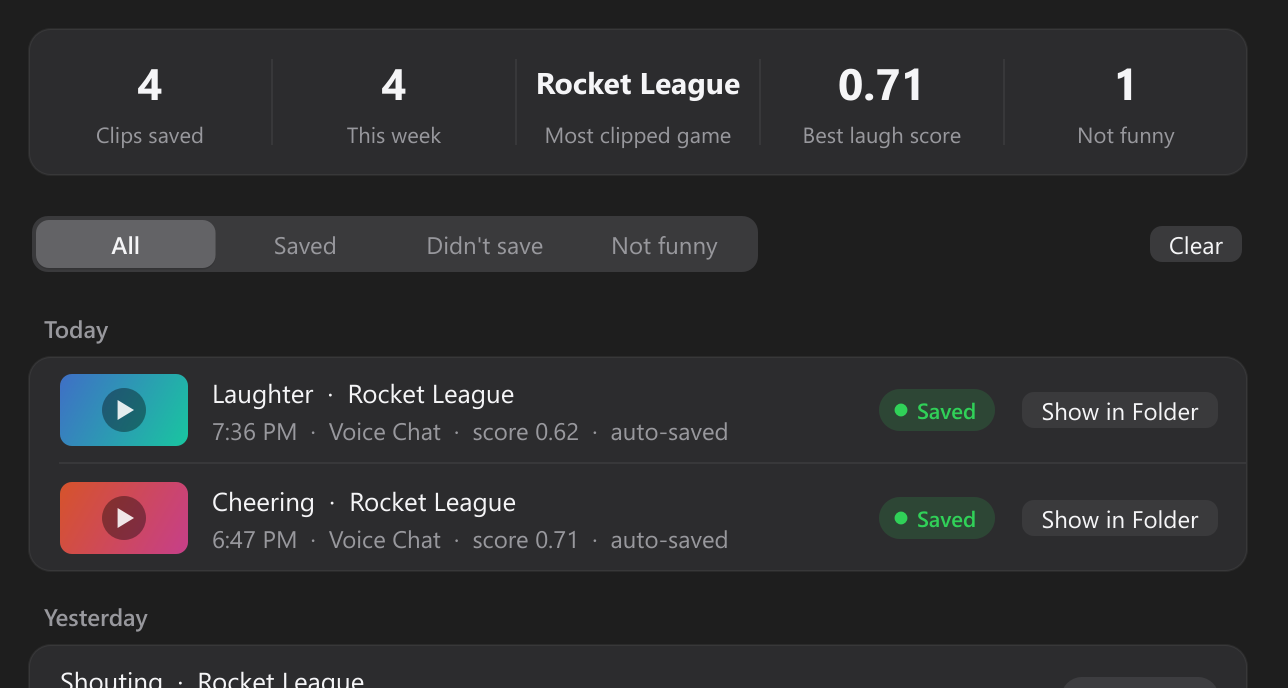 4
Clips saved
4
This week
Rocket League
Most clipped game
0.71
Best laugh score
1
Not funny
All
Saved
Didn't save
Not funny
Clear
Today
Laughter · Rocket League
7:36 PM · Voice Chat · score 0.62 · auto-saved
Saved
Show in Folder
Cheering · Rocket League
6:47 PM · Voice Chat · score 0.71 · auto-saved
Saved
Show in Folder
Yesterday
Shouting · Rocket League